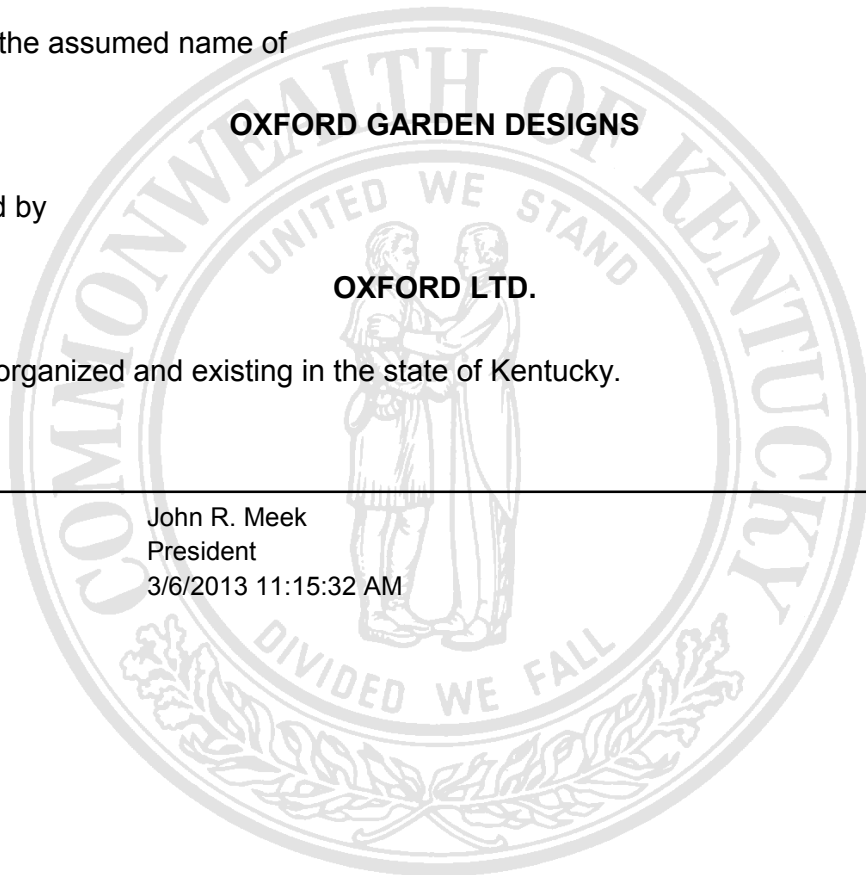 the assumed name of
OXFORD GARDEN DESIGNS
d by
OXFORD LTD.
organized and existing in the state of Kentucky.
John R. Meek
President
3/6/2013 11:15:32 AM
COMMONWEALTH OF KENTUCKY
UNITED WE STAND
DIVIDED WE FALL